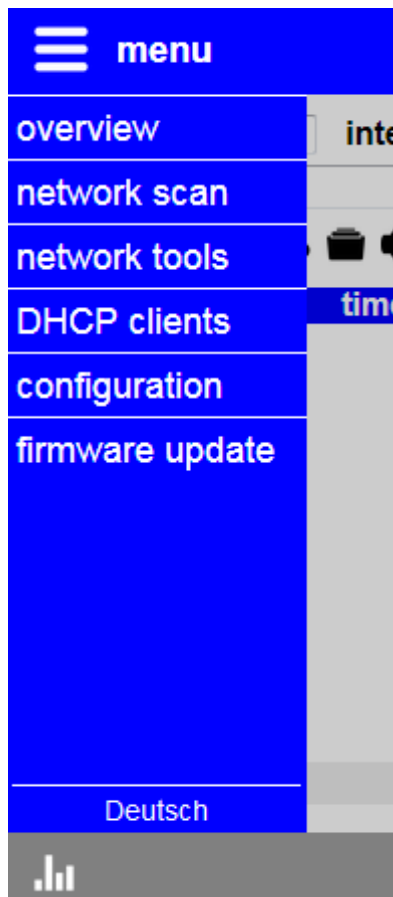 menu
overview
network scan
network tools
DHCP clients
configuration
firmware update
Deutsch